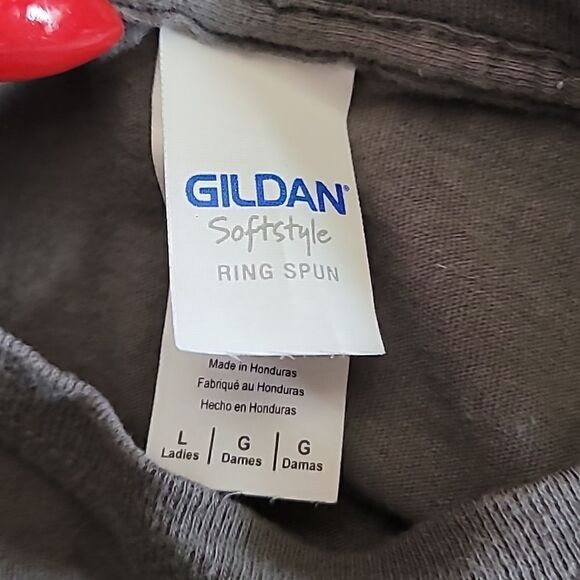 GILDAN®
Softstyle
RING SPUN
Made in Honduras
Fabriqué au Honduras
Hecho en Honduras
L | G | G
Ladies | Dames | Damas